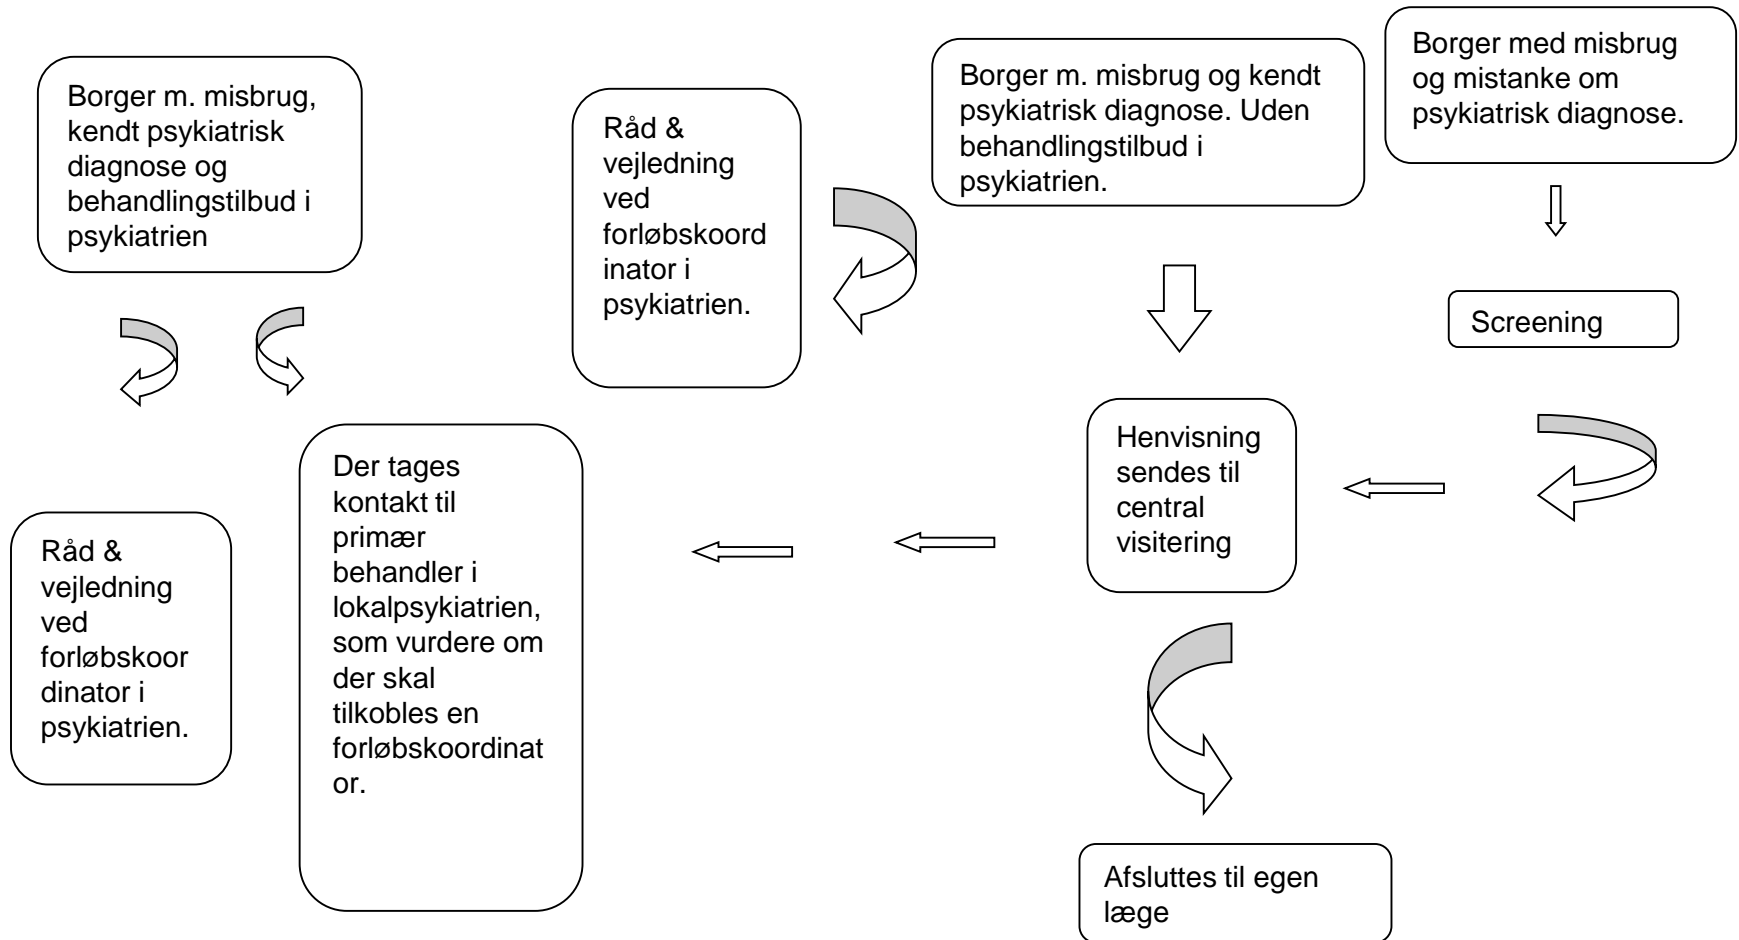 Borger m. misbrug,
kendt psykiatrisk
diagnose og
behandlingstilbud i
psykiatrien
Råd &
vejledning
ved
forløbskoord
inator i
psykiatrien.
Borger m. misbrug og kendt
psykiatrisk diagnose. Uden
behandlingstilbud i
psykiatrien.
Borger med misbrug
og mistanke om
psykiatrisk diagnose.
Screening
Henvisning
sendes til
central
visitering
Der tages
kontakt til
primær
behandler i
lokalpsykiatrien,
som vurdere om
der skal
tilkobles en
forløbskoordinat
or.
Råd &
vejledning
ved
forløbskoor
dinator i
psykiatrien.
Afsluttes til egen
læge